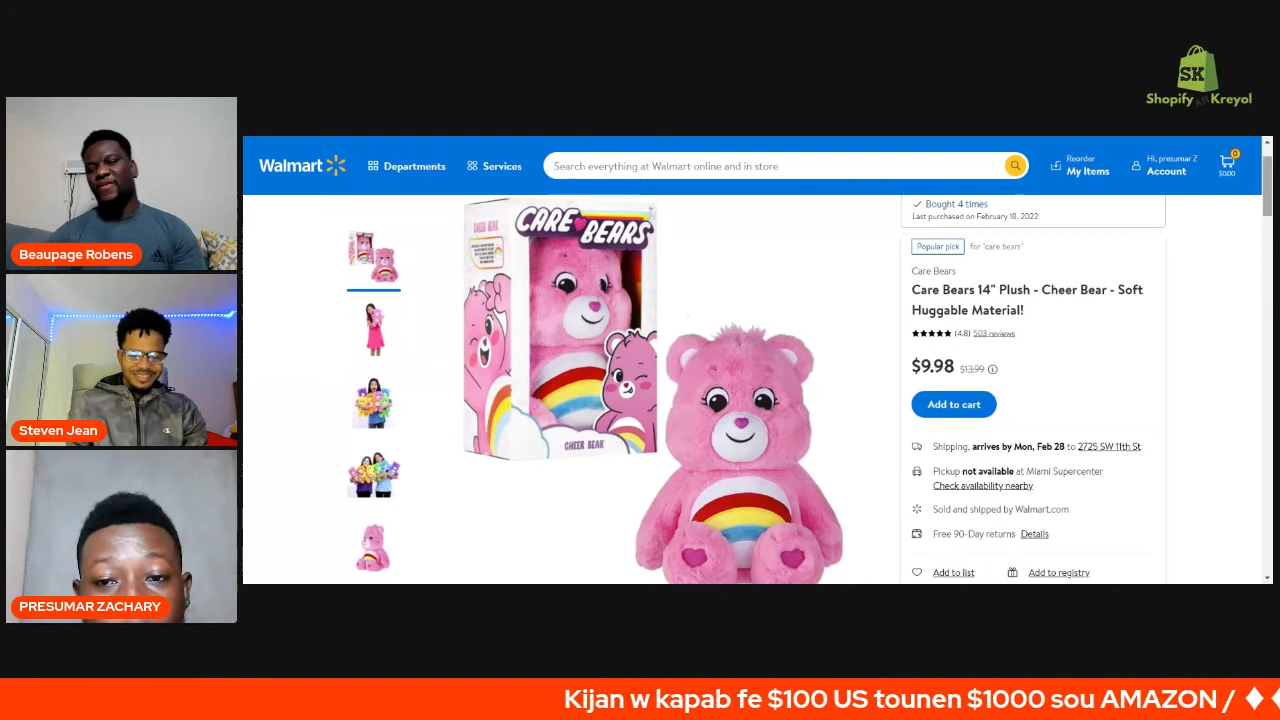 SK
Shopify AN Kreyol
Beaupage Robens
Steven Jean
PRESUMAR ZACHARY
Walmart
Departments
Services
Search everything at Walmart online and in store
Reorder
My Items
Hi, presumar Z
Account
0
$0.00
CARE BEARS
CHEER BEAR
CHEER BEAR
Bought 4 times
Last purchased on February 18, 2022
Popular pick for "care bears"
Care Bears
Care Bears 14" Plush - Cheer Bear - Soft
Huggable Material!
(4.8) 503 reviews
$9.98 $13.99
Add to cart
Shipping, arrives by Mon, Feb 28 to 2725 SW 11th St
Pickup not available at Miami Supercenter
Check availability nearby
Sold and shipped by Walmart.com
Free 90-Day returns Details
Add to list
Add to registry
Kijan w kapab fe $100 US tounen $1000 sou AMAZON /